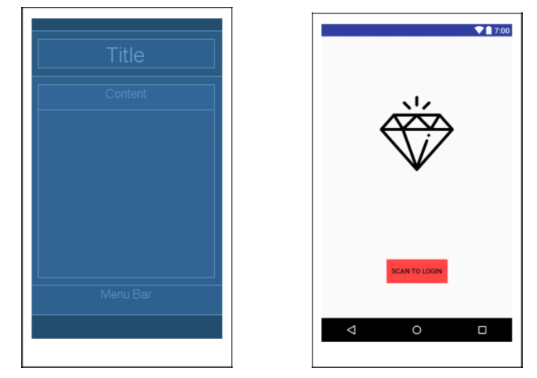 Title
Content
Menu Bar
7:00
SCAN TO LOGIN